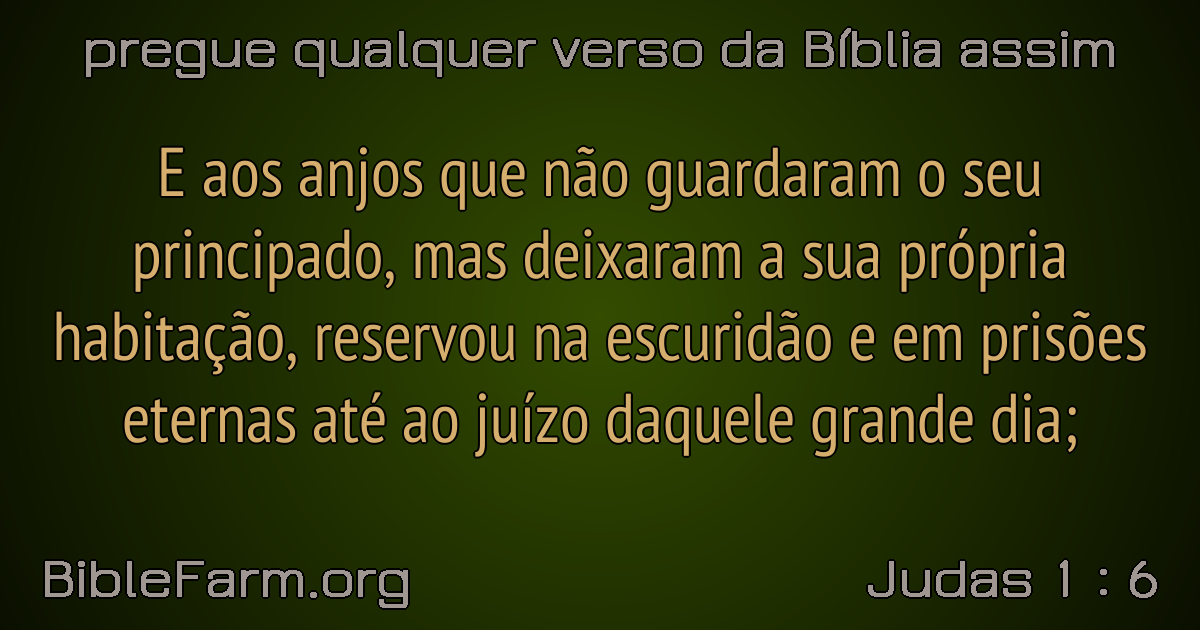 pregue qualquer verso da Bíblia assim
E aos anjos que não guardaram o seu
principado, mas deixaram a sua própria
habitação, reservou na escuridão e em prisões
eternas até ao juízo daquele grande dia;
BibleFarm.org
Judas 1 : 6